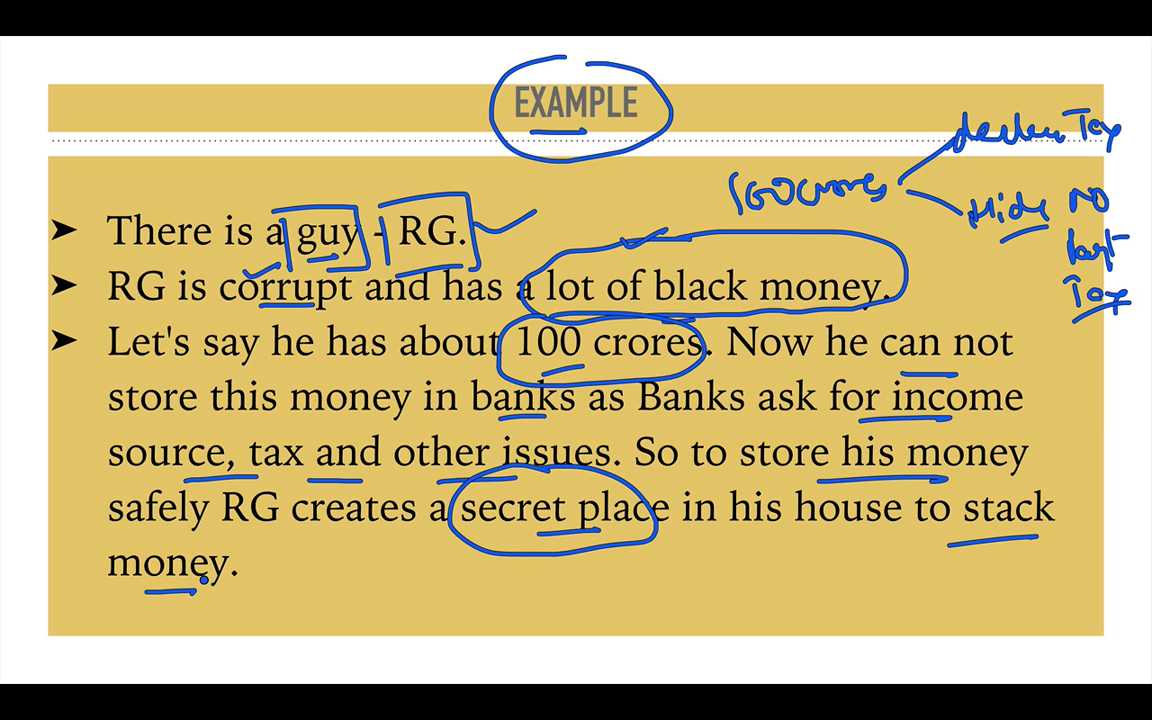 EXAMPLE
There is a guy - RG.
RG is corrupt and has a lot of black money.
Let's say he has about 100 crores. Now he can not
store this money in banks as Banks ask for income
source, tax and other issues. So to store his money
safely RG creates a secret place in his house to stack
money.
100 crores
Tax
Hide NO
Tax